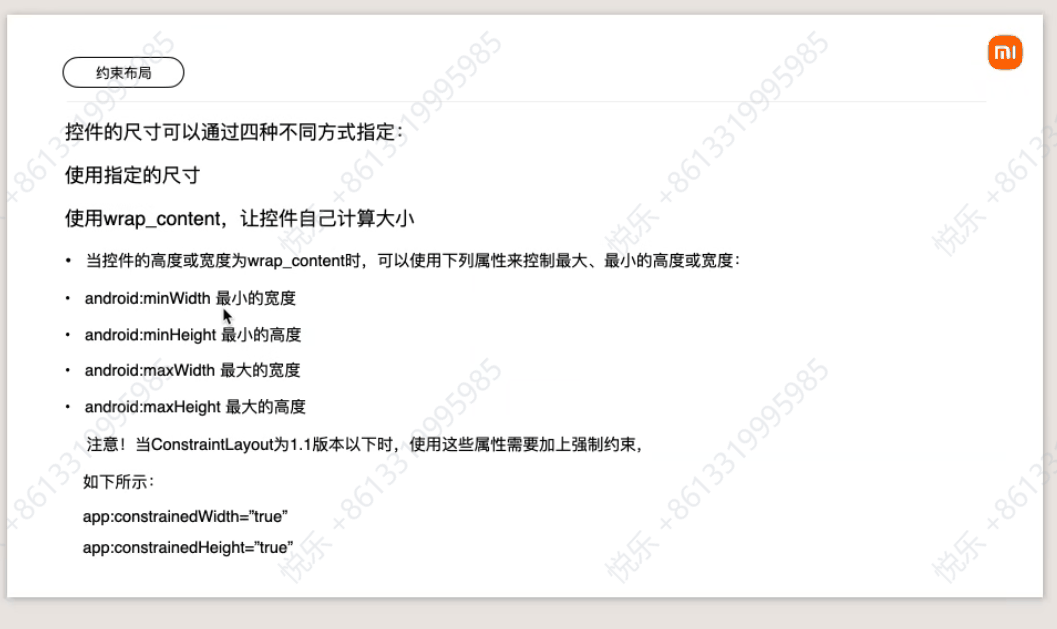 约束布局
mi
控件的尺寸可以通过四种不同方式指定：
使用指定的尺寸
使用wrap_content，让控件自己计算大小
• 当控件的高度或宽度为wrap_content时，可以使用下列属性来控制最大、最小的高度或宽度：
• android:minWidth 最小的宽度
• android:minHeight 最小的高度
• android:maxWidth 最大的宽度
• android:maxHeight 最大的高度
注意！当ConstraintLayout为1.1版本以下时，使用这些属性需要加上强制约束，
如下所示：
app:constrainedWidth=”true”
app:constrainedHeight=”true”
悦乐 +8613319995985